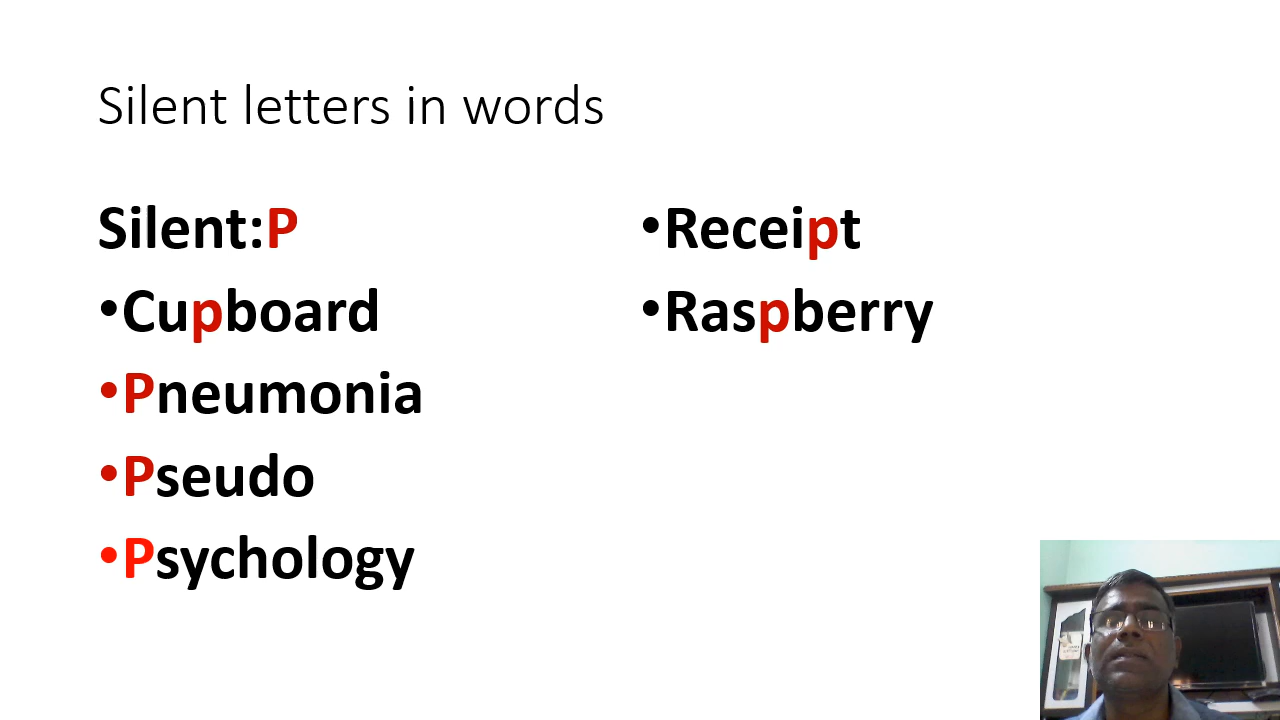 Silent letters in words
Silent:P
•Cupboard
•Pneumonia
•Pseudo
•Psychology
•Receipt
•Raspberry